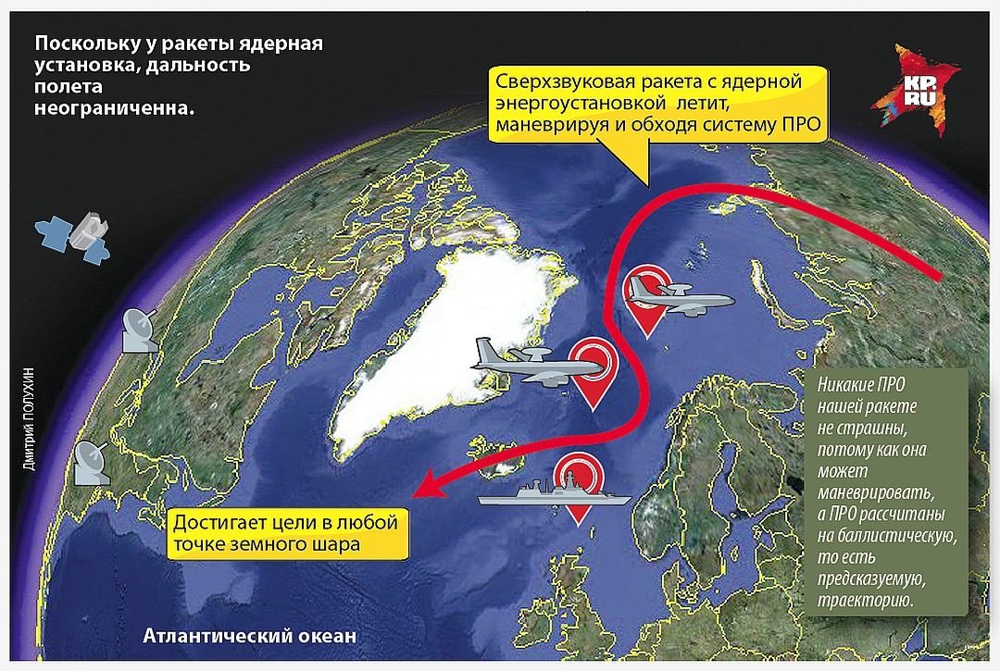 Поскольку у ракеты ядерная
установка, дальность
полета
неограниченна.
Сверхзвуковая ракета с ядерной
энергоустановкой летит,
маневрируя и обходя систему ПРО
KP.
RU
Дмитрий ПОЛУХИН
Никакие ПРО
нашей ракете
не страшны,
потому как она
может
маневрировать,
а ПРО рассчитаны
на баллистическую,
то есть
предсказуемую,
траекторию.
Достигает цели в любой
точке земного шара
Атлантический океан